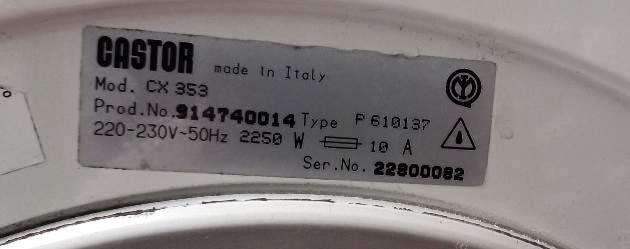 CASTOR made in Italy
Mod. CX 353
Prod.No. 914740014 Type P 610137
220-230V~50Hz 2250 W 10 A
Ser.No. 22800082